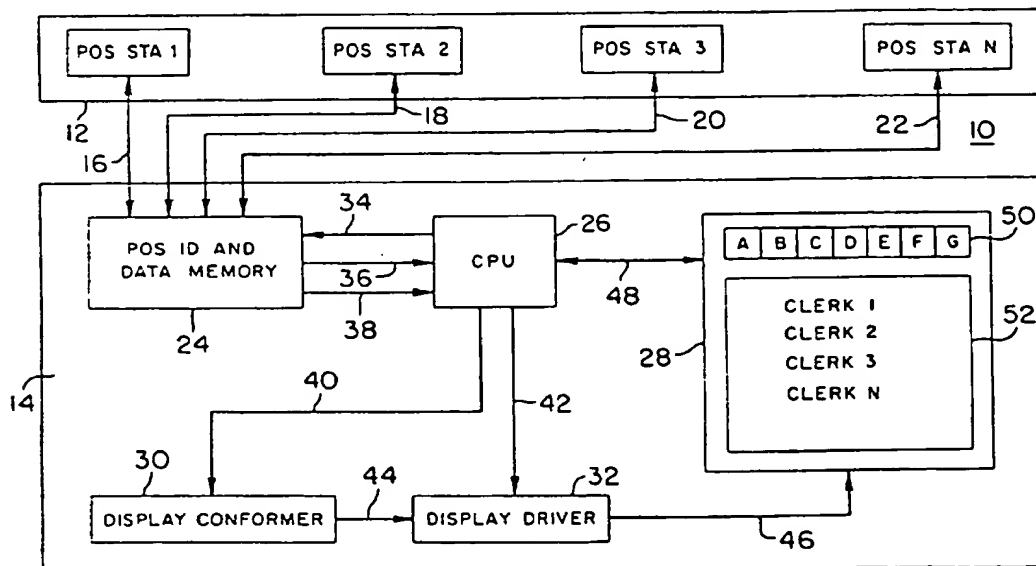 POS STA 1
POS STA 2
POS STA 3
POS STA N
12
16
18
20
22
10
POS ID AND
DATA MEMORY
24
34
36
38
CPU
26
48
A B C D E F G
50
CLERK 1
CLERK 2
CLERK 3
CLERK N
52
28
14
40
42
30
DISPLAY CONFORMER
44
32
DISPLAY DRIVER
46